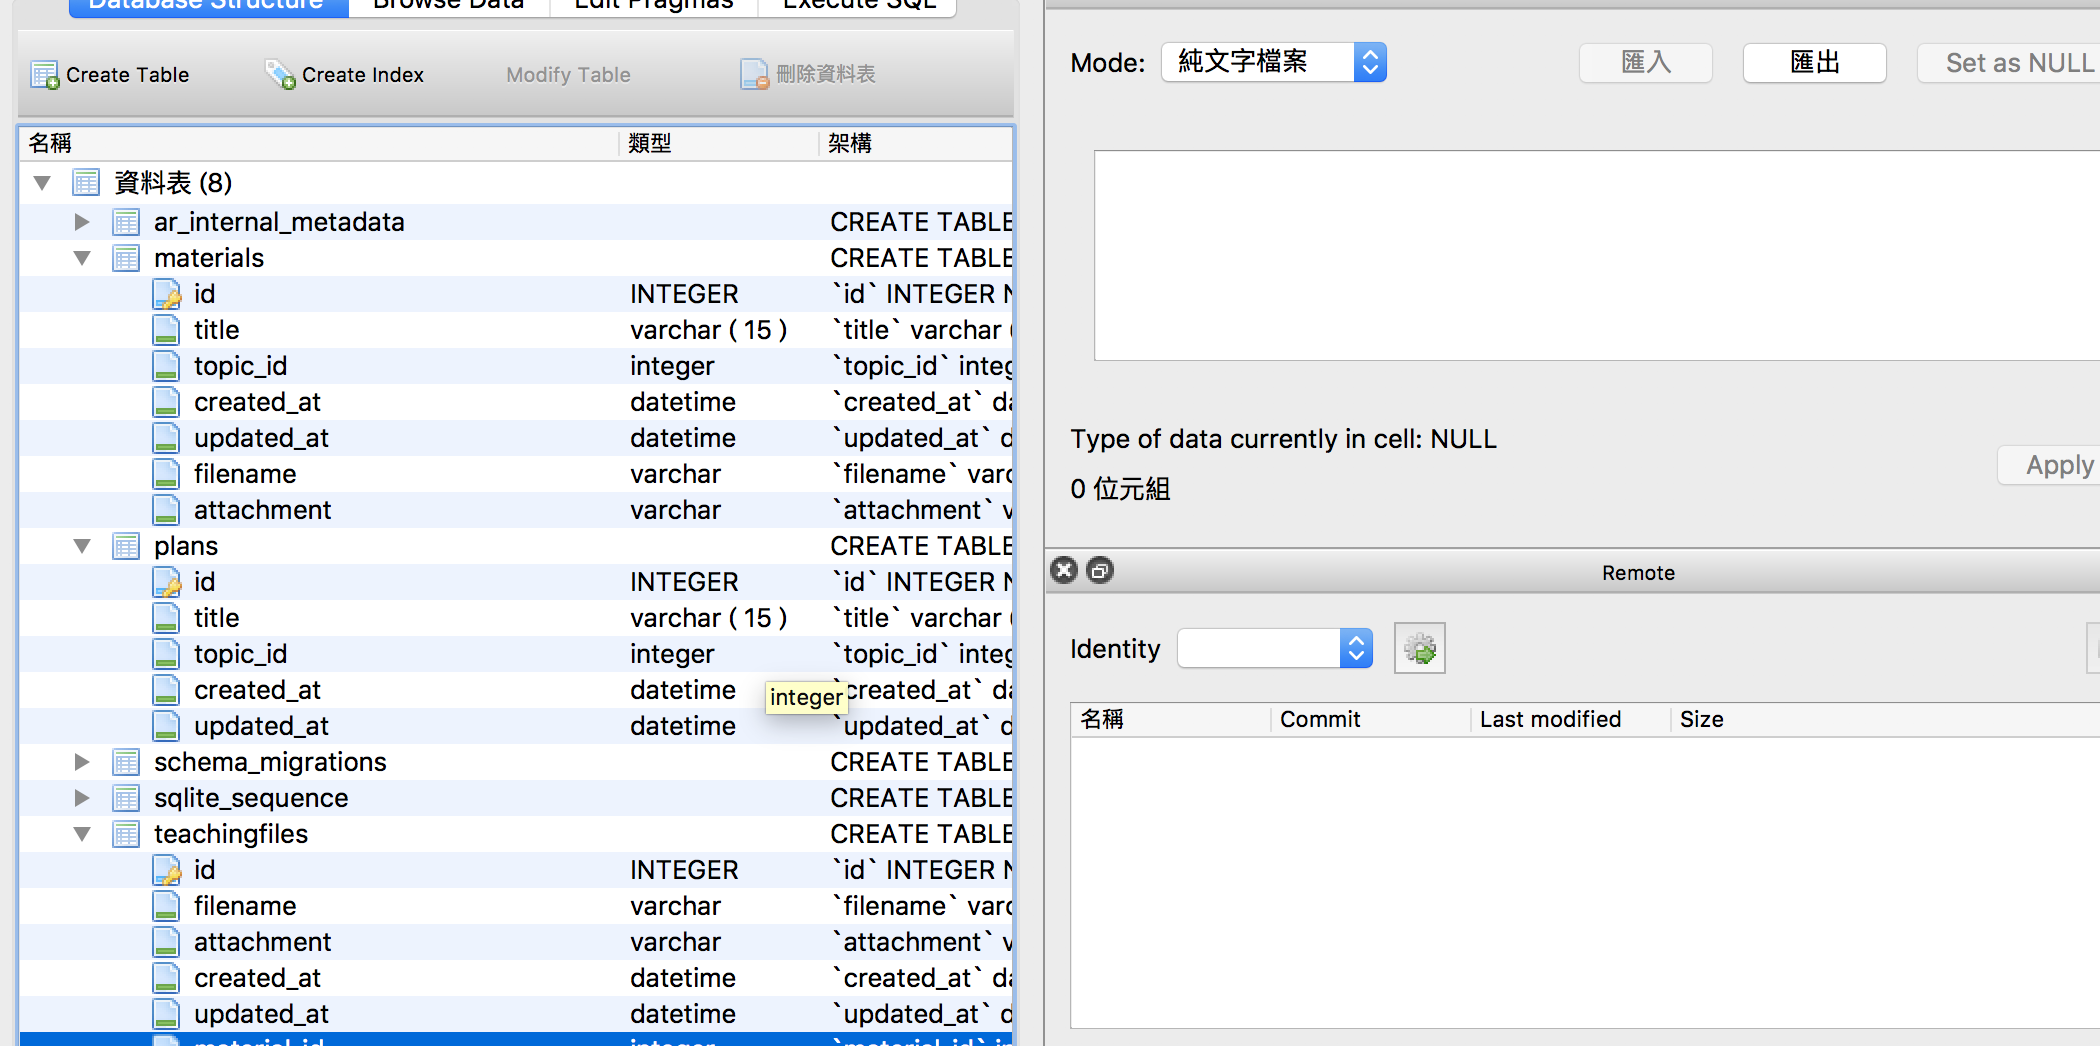 Database Structure Browse Data Edit Pragmas Execute SQL
Create Table Create Index Modify Table 刪除資料表
名稱 類型 架構
資料表 (8)
ar_internal_metadata CREATE TABLE
materials CREATE TABLE
id INTEGER `id` INTEGER N
title varchar ( 15 ) `title` varchar (
topic_id integer `topic_id` integ
created_at datetime `created_at` da
updated_at datetime `updated_at` d
filename varchar `filename` varc
attachment varchar `attachment` v
plans CREATE TABLE
id INTEGER `id` INTEGER N
title varchar ( 15 ) `title` varchar (
topic_id integer `topic_id` integ
created_at datetime `created_at` da
integer
updated_at datetime `updated_at` d
schema_migrations CREATE TABLE
sqlite_sequence CREATE TABLE
teachingfiles CREATE TABLE
id INTEGER `id` INTEGER N
filename varchar `filename` varc
attachment varchar `attachment` v
created_at datetime `created_at` da
updated_at datetime `updated_at` d
material_id integer `material_id` in
Mode: 純文字檔案 匯入 匯出 Set as NULL
Type of data currently in cell: NULL
0 位元組
Apply
Remote
Identity
名稱 Commit Last modified Size